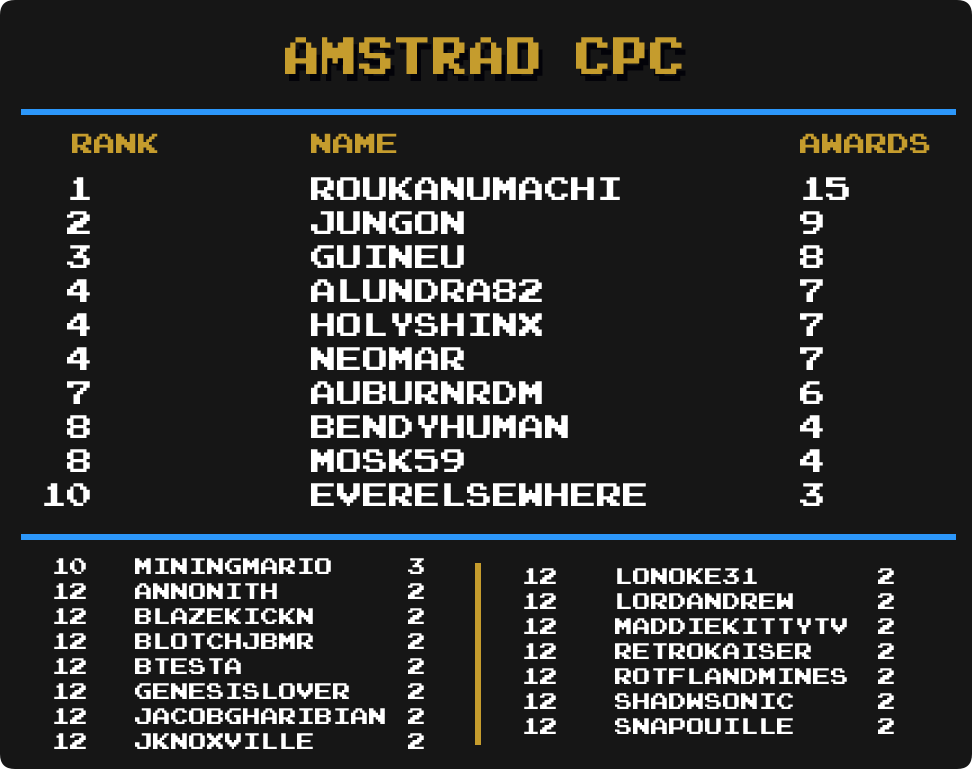 AMSTRAD CPC
RANK NAME AWARDS
1 ROUKANUMACHI 15
2 JUNGON 9
3 GUINEU 8
4 ALUNDRA82 7
4 HOLYSHINX 7
4 NEOMAR 7
7 AUBURNRDM 6
8 BENDYHUMAN 4
8 MOSK59 4
10 EVERELSEWHERE 3
10 MININGMARIO 3
12 ANNONITH 2
12 BLAZEKICKN 2
12 BLOTCHJBMR 2
12 BTESTA 2
12 GENESISLOVER 2
12 JACOBGHARIBIAN 2
12 JKNOXVILLE 2
12 LONOKE31 2
12 LORDANDREW 2
12 MADDIEKITTYTV 2
12 RETROKAISER 2
12 ROTFLANDMINES 2
12 SHADWSONIC 2
12 SNAPOUILLE 2